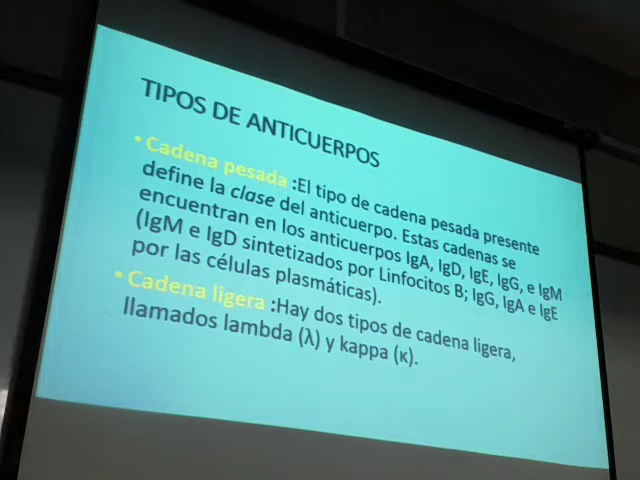 TIPOS DE ANTICUERPOS
• Cadena pesada :El tipo de cadena pesada presente
define la clase del anticuerpo. Estas cadenas se
encuentran en los anticuerpos IgA, IgD, IgE, IgG, e IgM
(IgM e IgD sintetizados por Linfocitos B; IgG, IgA e IgE
por las células plasmáticas).
• Cadena ligera :Hay dos tipos de cadena ligera,
llamados lambda (λ) y kappa (κ).